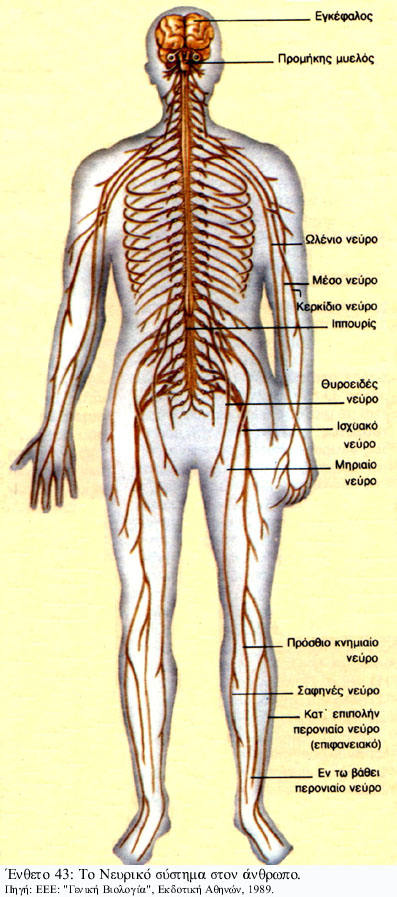 Εγκέφαλος
Προμήκης μυελός
Ωλένιο νεύρο
Μέσο νεύρο
Κερκίδιο νεύρο
Ιππουρίς
Θυροειδές
νεύρο
Ισχυακό
νεύρο
Μηριαίο
νεύρο
Πρόσθιο κνημιαίο
νεύρο
Σαφηνές νεύρο
Κατ' επιπολήν
περονιαίο νεύρο
(επιφανειακό)
Εν τω βάθει
περονιαίο νεύρο
Ένθετο 43: Το Νευρικό σύστημα στον άνθρωπο.
Πηγή: ΕΕΕ: "Γενική Βιολογία", Εκδοτική Αθηνών, 1989.